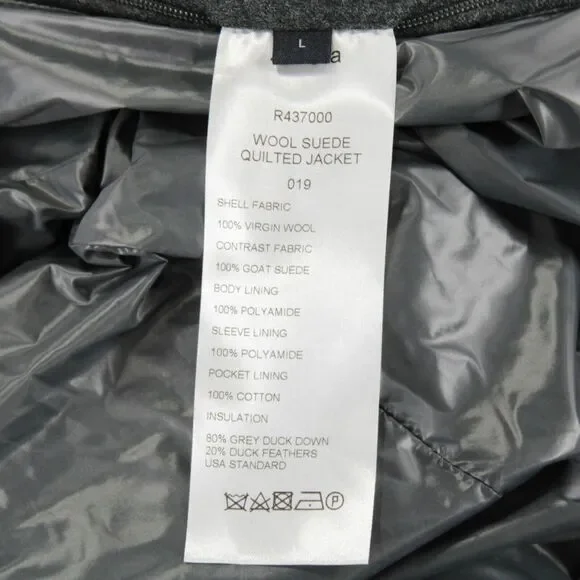 L
R437000
WOOL SUEDE
QUILTED JACKET
019
SHELL FABRIC
100% VIRGIN WOOL
CONTRAST FABRIC
100% GOAT SUEDE
BODY LINING
100% POLYAMIDE
SLEEVE LINING
100% POLYAMIDE
POCKET LINING
100% COTTON
INSULATION
80% GREY DUCK DOWN
20% DUCK FEATHERS
USA STANDARD
P